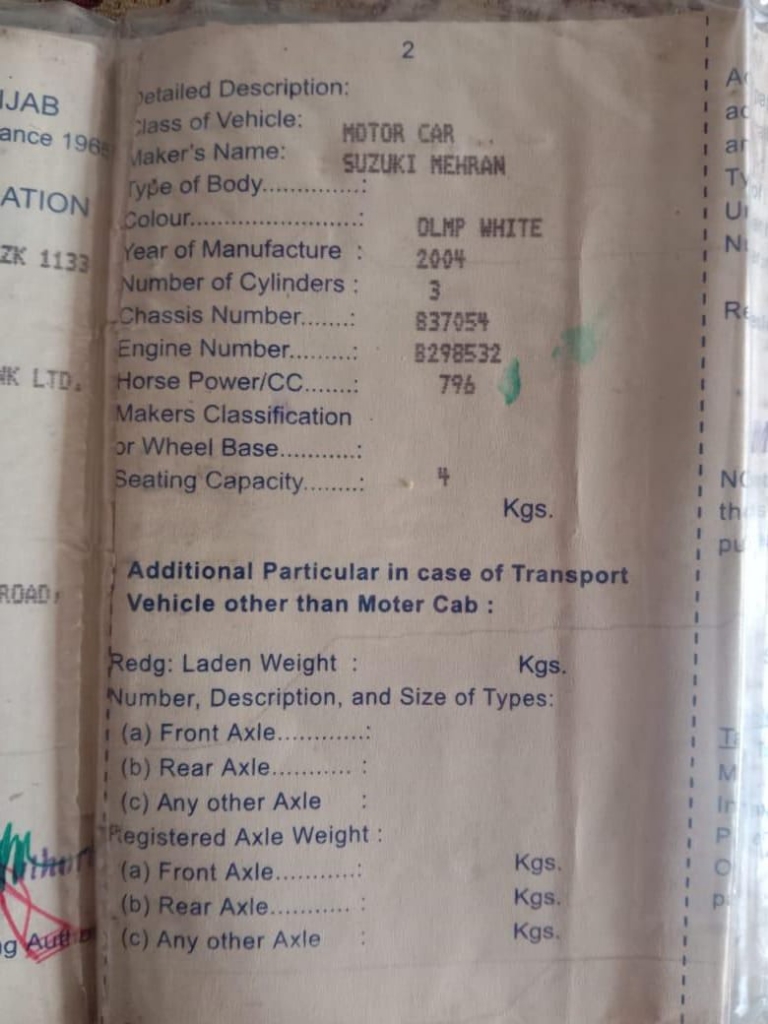 2
Detailed Description:
Class of Vehicle: MOTOR CAR
Maker's Name: SUZUKI MEHRAN
Type of Body..............:
Colour.........................: OLMP WHITE
Year of Manufacture : 2004
Number of Cylinders : 3
Chassis Number.......: 837054
Engine Number.........: B298532
Horse Power/CC.......: 796
Makers Classification
or Wheel Base...........:
Seating Capacity........: 4
Kgs.
Additional Particular in case of Transport
Vehicle other than Moter Cab :
Redg: Laden Weight : Kgs.
Number, Description, and Size of Types:
(a) Front Axle............:
(b) Rear Axle........... :
(c) Any other Axle :
Registered Axle Weight :
(a) Front Axle...........: Kgs.
(b) Rear Axle........... : Kgs.
(c) Any other Axle : Kgs.
JAB
ance 1965
ATION
ZK 1133
NK LTD.
ROAD,